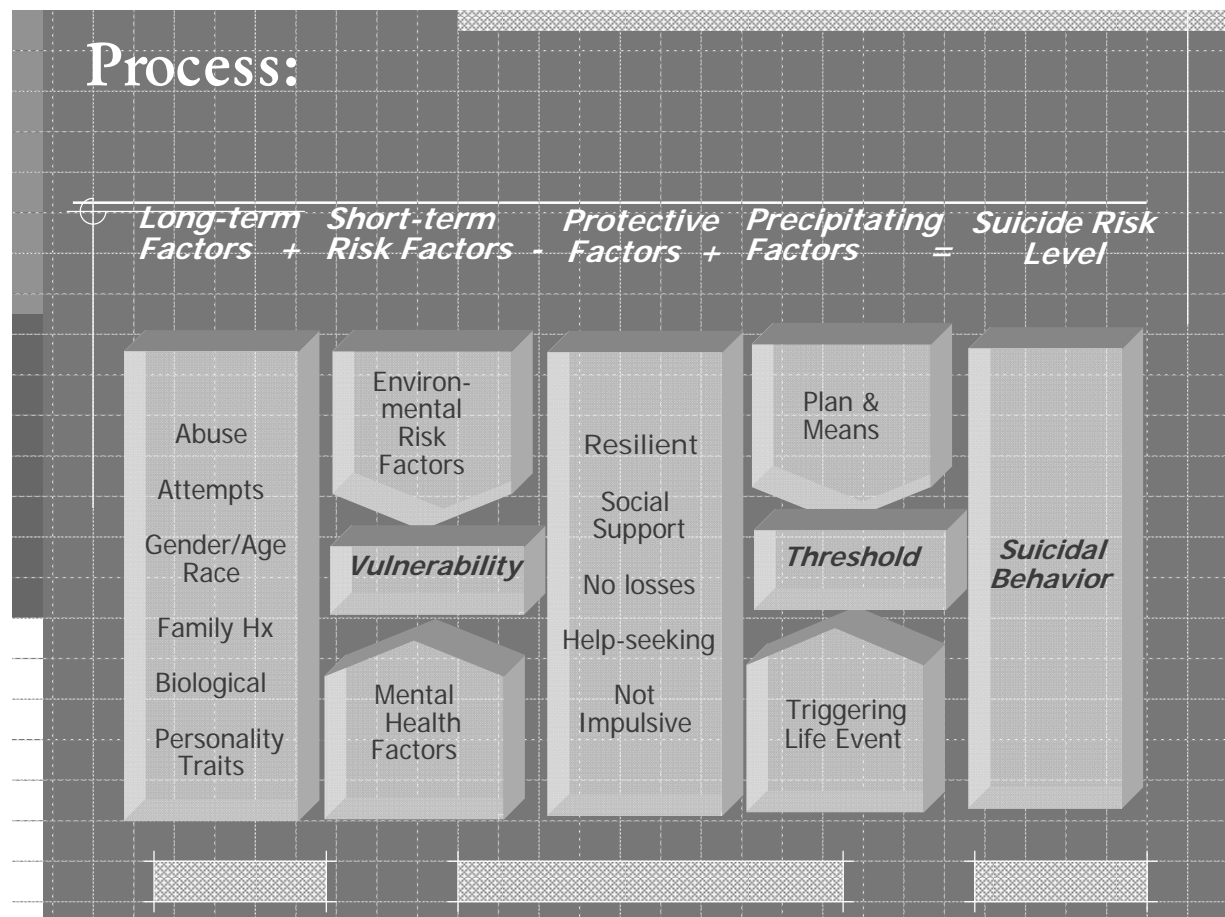 Process:
Long-term
Factors +
Short-term
Risk Factors -
Protective
Factors +
Precipitating
Factors =
Suicide Risk
Level
Abuse
Attempts
Gender/Age
Race
Family Hx
Biological
Personality
Traits
Environ-
mental
Risk
Factors
Vulnerability
Mental
Health
Factors
Resilient
Social
Support
No losses
Help-seeking
Not
Impulsive
Plan &
Means
Threshold
Triggering
Life Event
Suicidal
Behavior